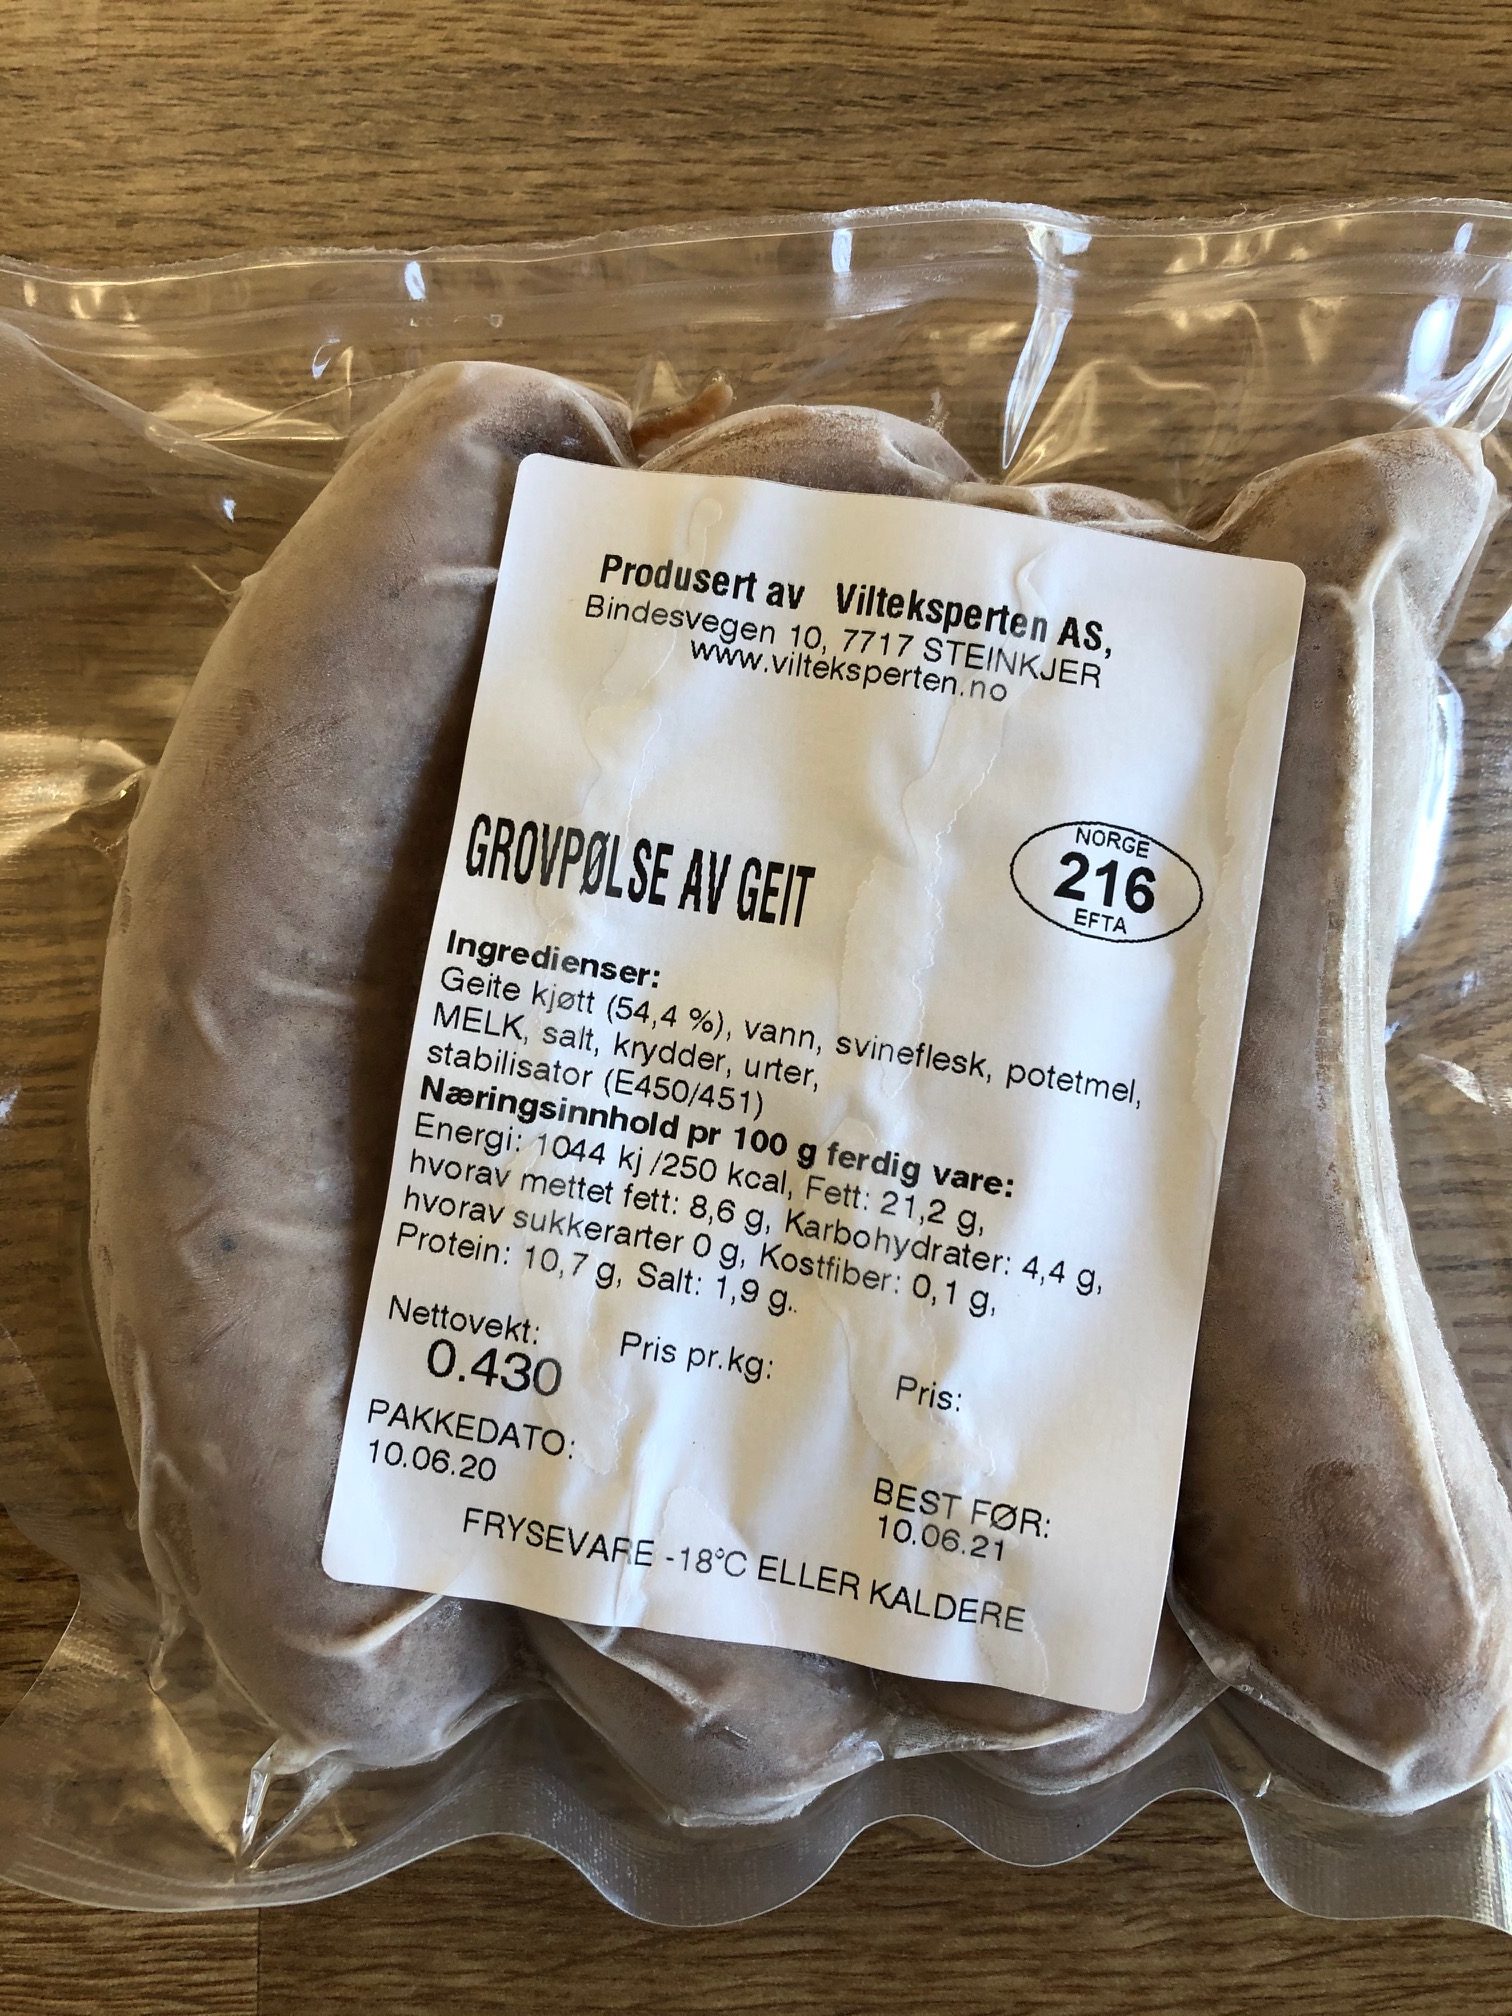 Produsert av Vilteksperten AS,
Bindesvegen 10, 7717 STEINKJER
www.vilteksperten.no
GROVPØLSE AV GEIT
NORGE
216
EFTA
Ingredienser:
Geite kjøtt (54,4 %), vann, svineflesk, potetmel,
MELK, salt, krydder, urter,
stabilisator (E450/451)
Næringsinnhold pr 100 g ferdig vare:
Energi: 1044 kj /250 kcal, Fett: 21,2 g,
hvorav mettet fett: 8,6 g, Karbohydrater: 4,4 g,
hvorav sukkerarter 0 g, Kostfiber: 0,1 g,
Protein: 10,7 g, Salt: 1,9 g..
Nettovekt: Pris pr.kg: Pris:
0.430
PAKKEDATO: BEST FØR:
10.06.20 10.06.21
FRYSEVARE -18°C ELLER KALDERE